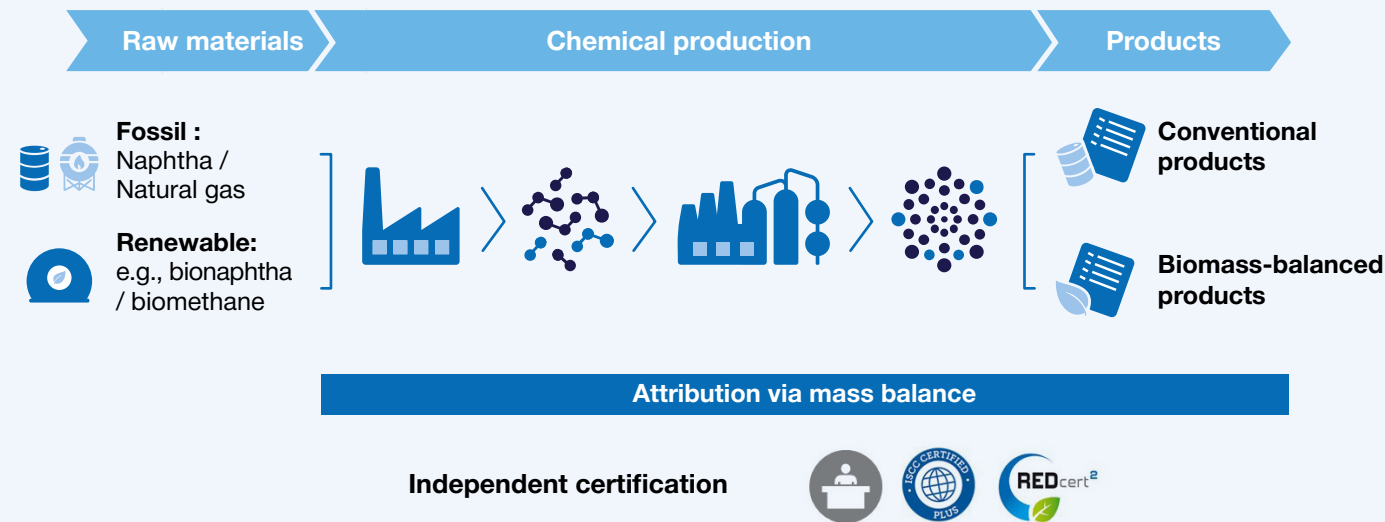 Raw materials
Chemical production
Products
Fossil :
Naphtha /
Natural gas
Renewable:
e.g., bionaphtha
/ biomethane
Conventional
products
Biomass-balanced
products
Attribution via mass balance
Independent certification
ISCC CERTIFIED
PLUS
REDcert²